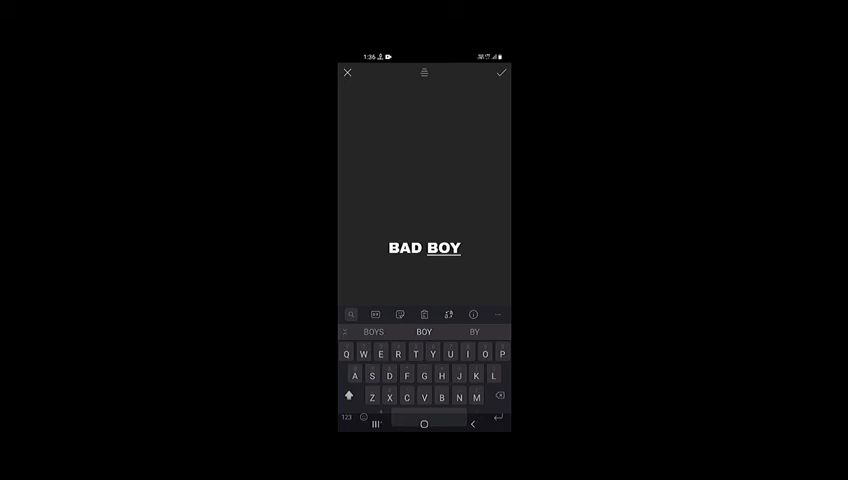 1:36
BAD BOY
BOYS BOY BY
Q W E R T Y U I O P
A S D F G H J K L
Z X C V B N M
123